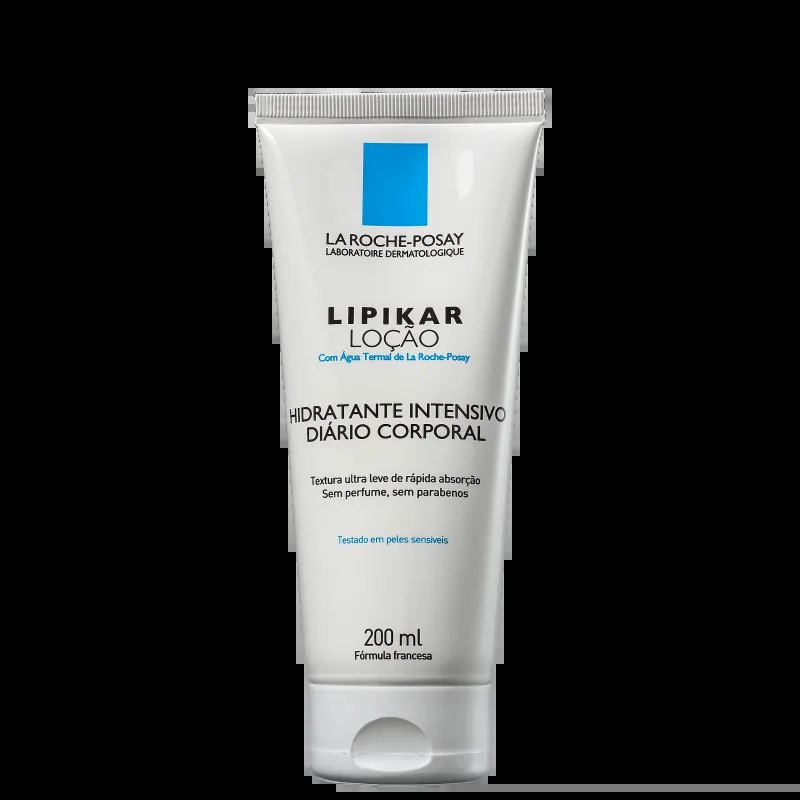 LA ROCHE-POSAY
LABORATOIRE DERMATOLOGIQUE
LIPIKAR
LOÇÃO
Com Água Termal de La Roche-Posay
HIDRATANTE INTENSIVO
DIÁRIO CORPORAL
Textura ultra leve de rápida absorção
Sem perfume, sem parabenos
Testado em peles sensíveis
200 ml
Fórmula francesa